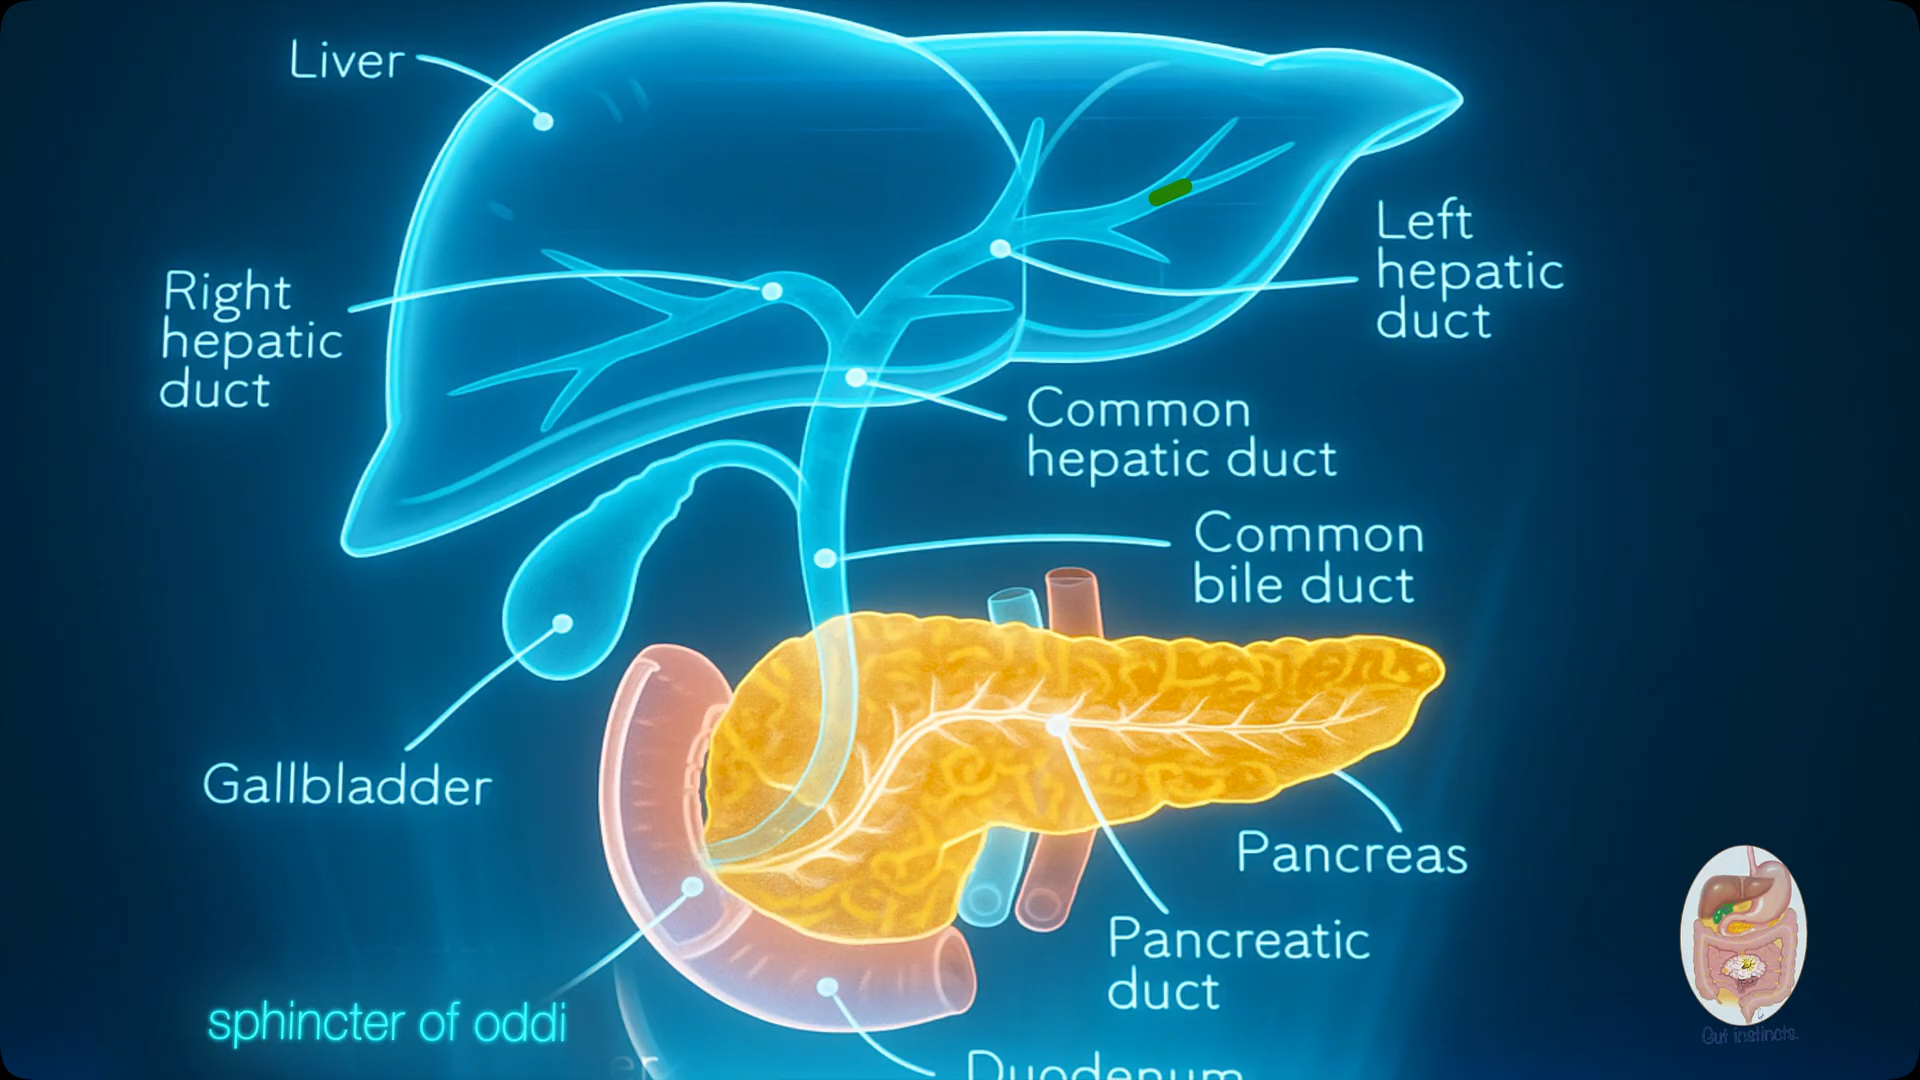 Liver
Left
hepatic
duct
Right
hepatic
duct
Common
hepatic duct
Common
bile duct
Gallbladder
Pancreas
Pancreatic
duct
sphincter of oddi
Duodenum
Gut instincts